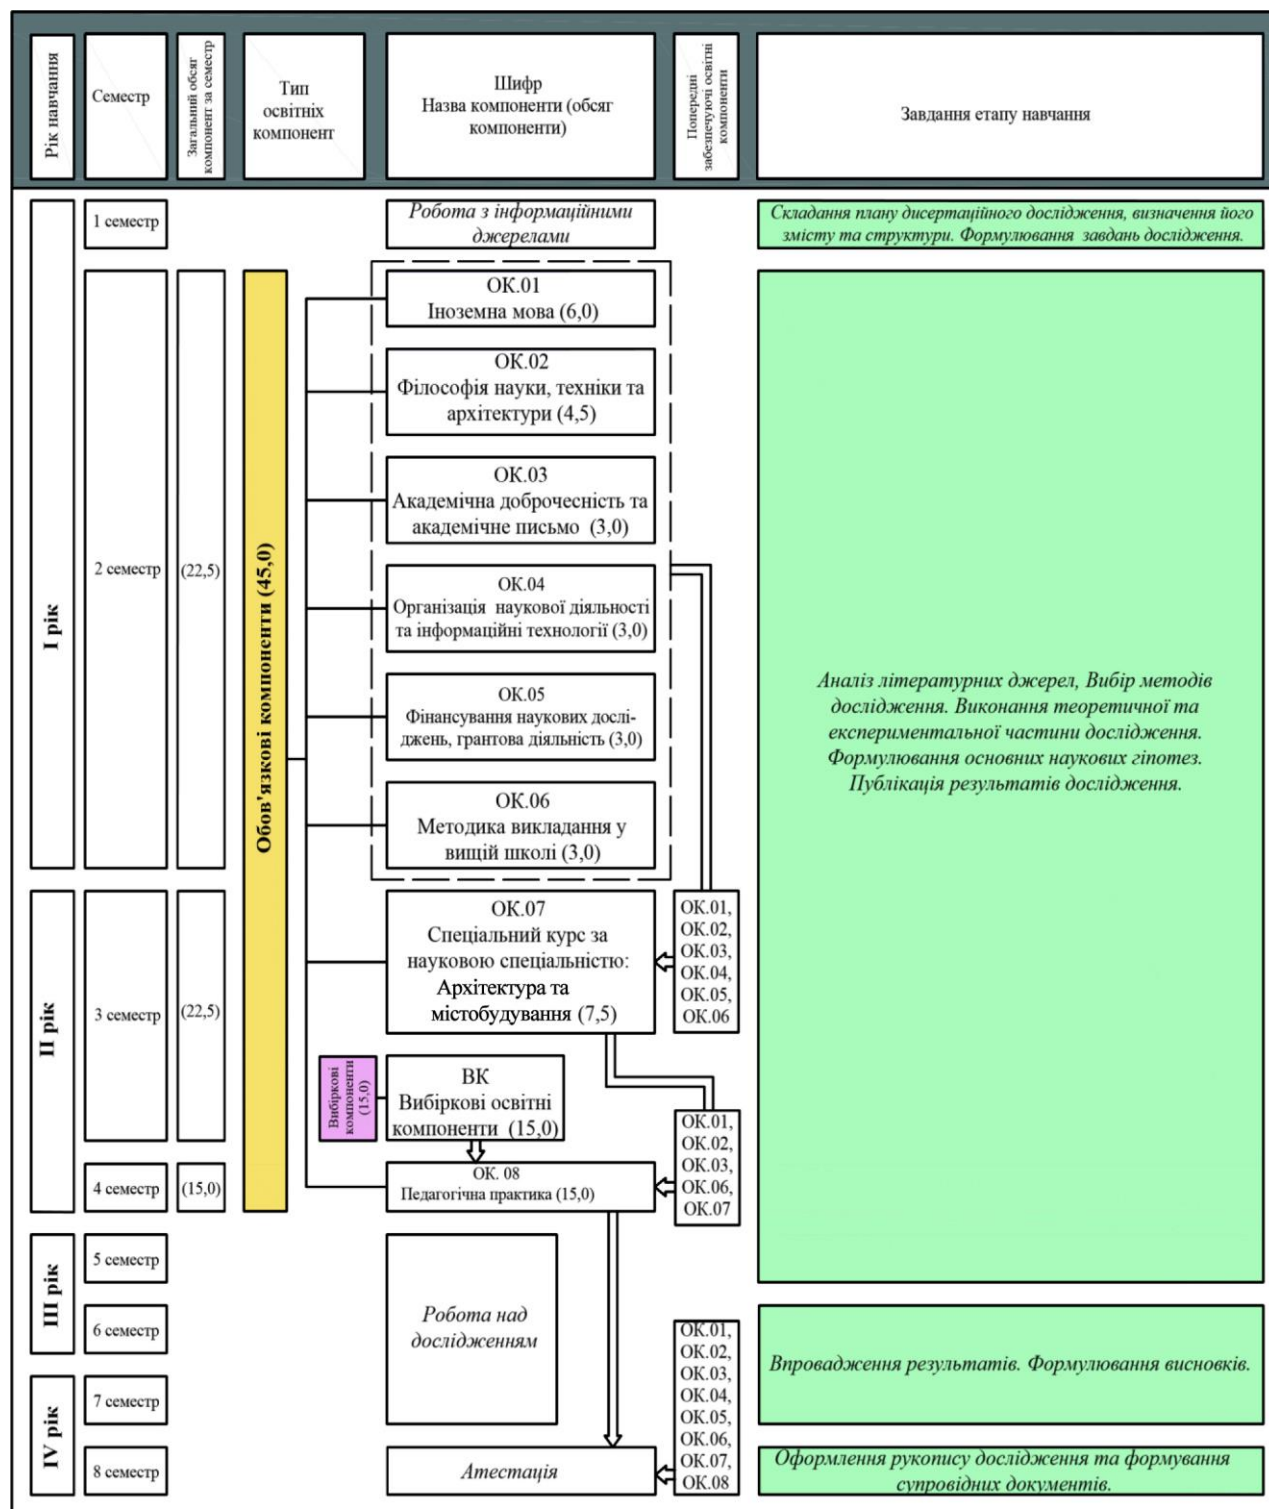 Рік навчання
Семестр
Загальний обсяг
компонент за семестр
Тип
освітніх
компонент
Шифр
Назва компоненти (обсяг
компоненти)
Попередні
забезпечуючі освітні
компоненти
Завдання етапу навчання
І рік
1 семестр
Робота з інформаційними
джерелами
Складання плану дисертаційного дослідження, визначення його
змісту та структури. Формулювання завдань дослідження.
2 семестр
(22,5)
Обов'язкові компоненти (45,0)
ОК.01
Іноземна мова (6,0)
ОК.02
Філософія науки, техніки та
архітектури (4,5)
ОК.03
Академічна доброчесність та
академічне письмо (3,0)
ОК.04
Організація наукової діяльності
та інформаційні технології (3,0)
ОК.05
Фінансування наукових дослі-
джень, грантова діяльність (3,0)
ОК.06
Методика викладання у
вищій школі (3,0)
Аналіз літературних джерел, Вибір методів
дослідження. Виконання теоретичної та
експериментальної частини дослідження.
Формулювання основних наукових гіпотез.
Публікація результатів дослідження.
ІІ рік
3 семестр
(22,5)
ОК.07
Спеціальний курс за
науковою спеціальністю:
Архітектура та
містобудування (7,5)
ОК.01,
ОК.02,
ОК.03,
ОК.04,
ОК.05,
ОК.06
Вибіркові
компоненти
(15,0)
ВК
Вибіркові освітні
компоненти (15,0)
4 семестр
(15,0)
ОК. 08
Педагогічна практика (15,0)
ОК.01,
ОК.02,
ОК.03,
ОК.06,
ОК.07
ІІІ рік
5 семестр
6 семестр
Робота над
дослідженням
Впровадження результатів. Формулювання висновків.
ІV рік
7 семестр
8 семестр
Атестація
ОК.01,
ОК.02,
ОК.03,
ОК.04,
ОК.05,
ОК.06,
ОК.07,
ОК.08
Оформлення рукопису дослідження та формування
супровідних документів.